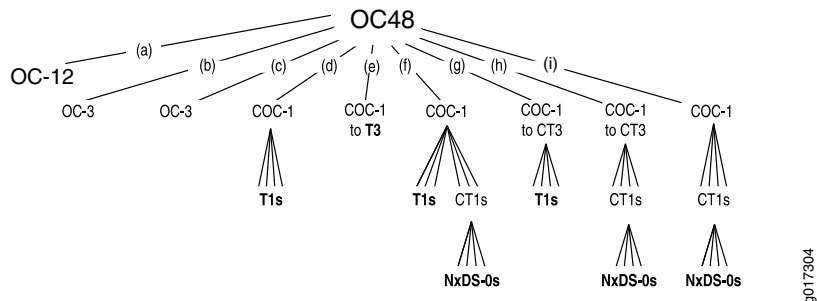 OC48
(a)
(b)
(c)
(d)
(e)
(f)
(g)
(h)
(i)
OC-12
OC-3
OC-3
COC-1
COC-1
to T3
COC-1
COC-1
to CT3
COC-1
to CT3
COC-1
T1s
T1s
CT1s
T1s
CT1s
CT1s
NxDS-0s
NxDS-0s
NxDS-0s
g017304